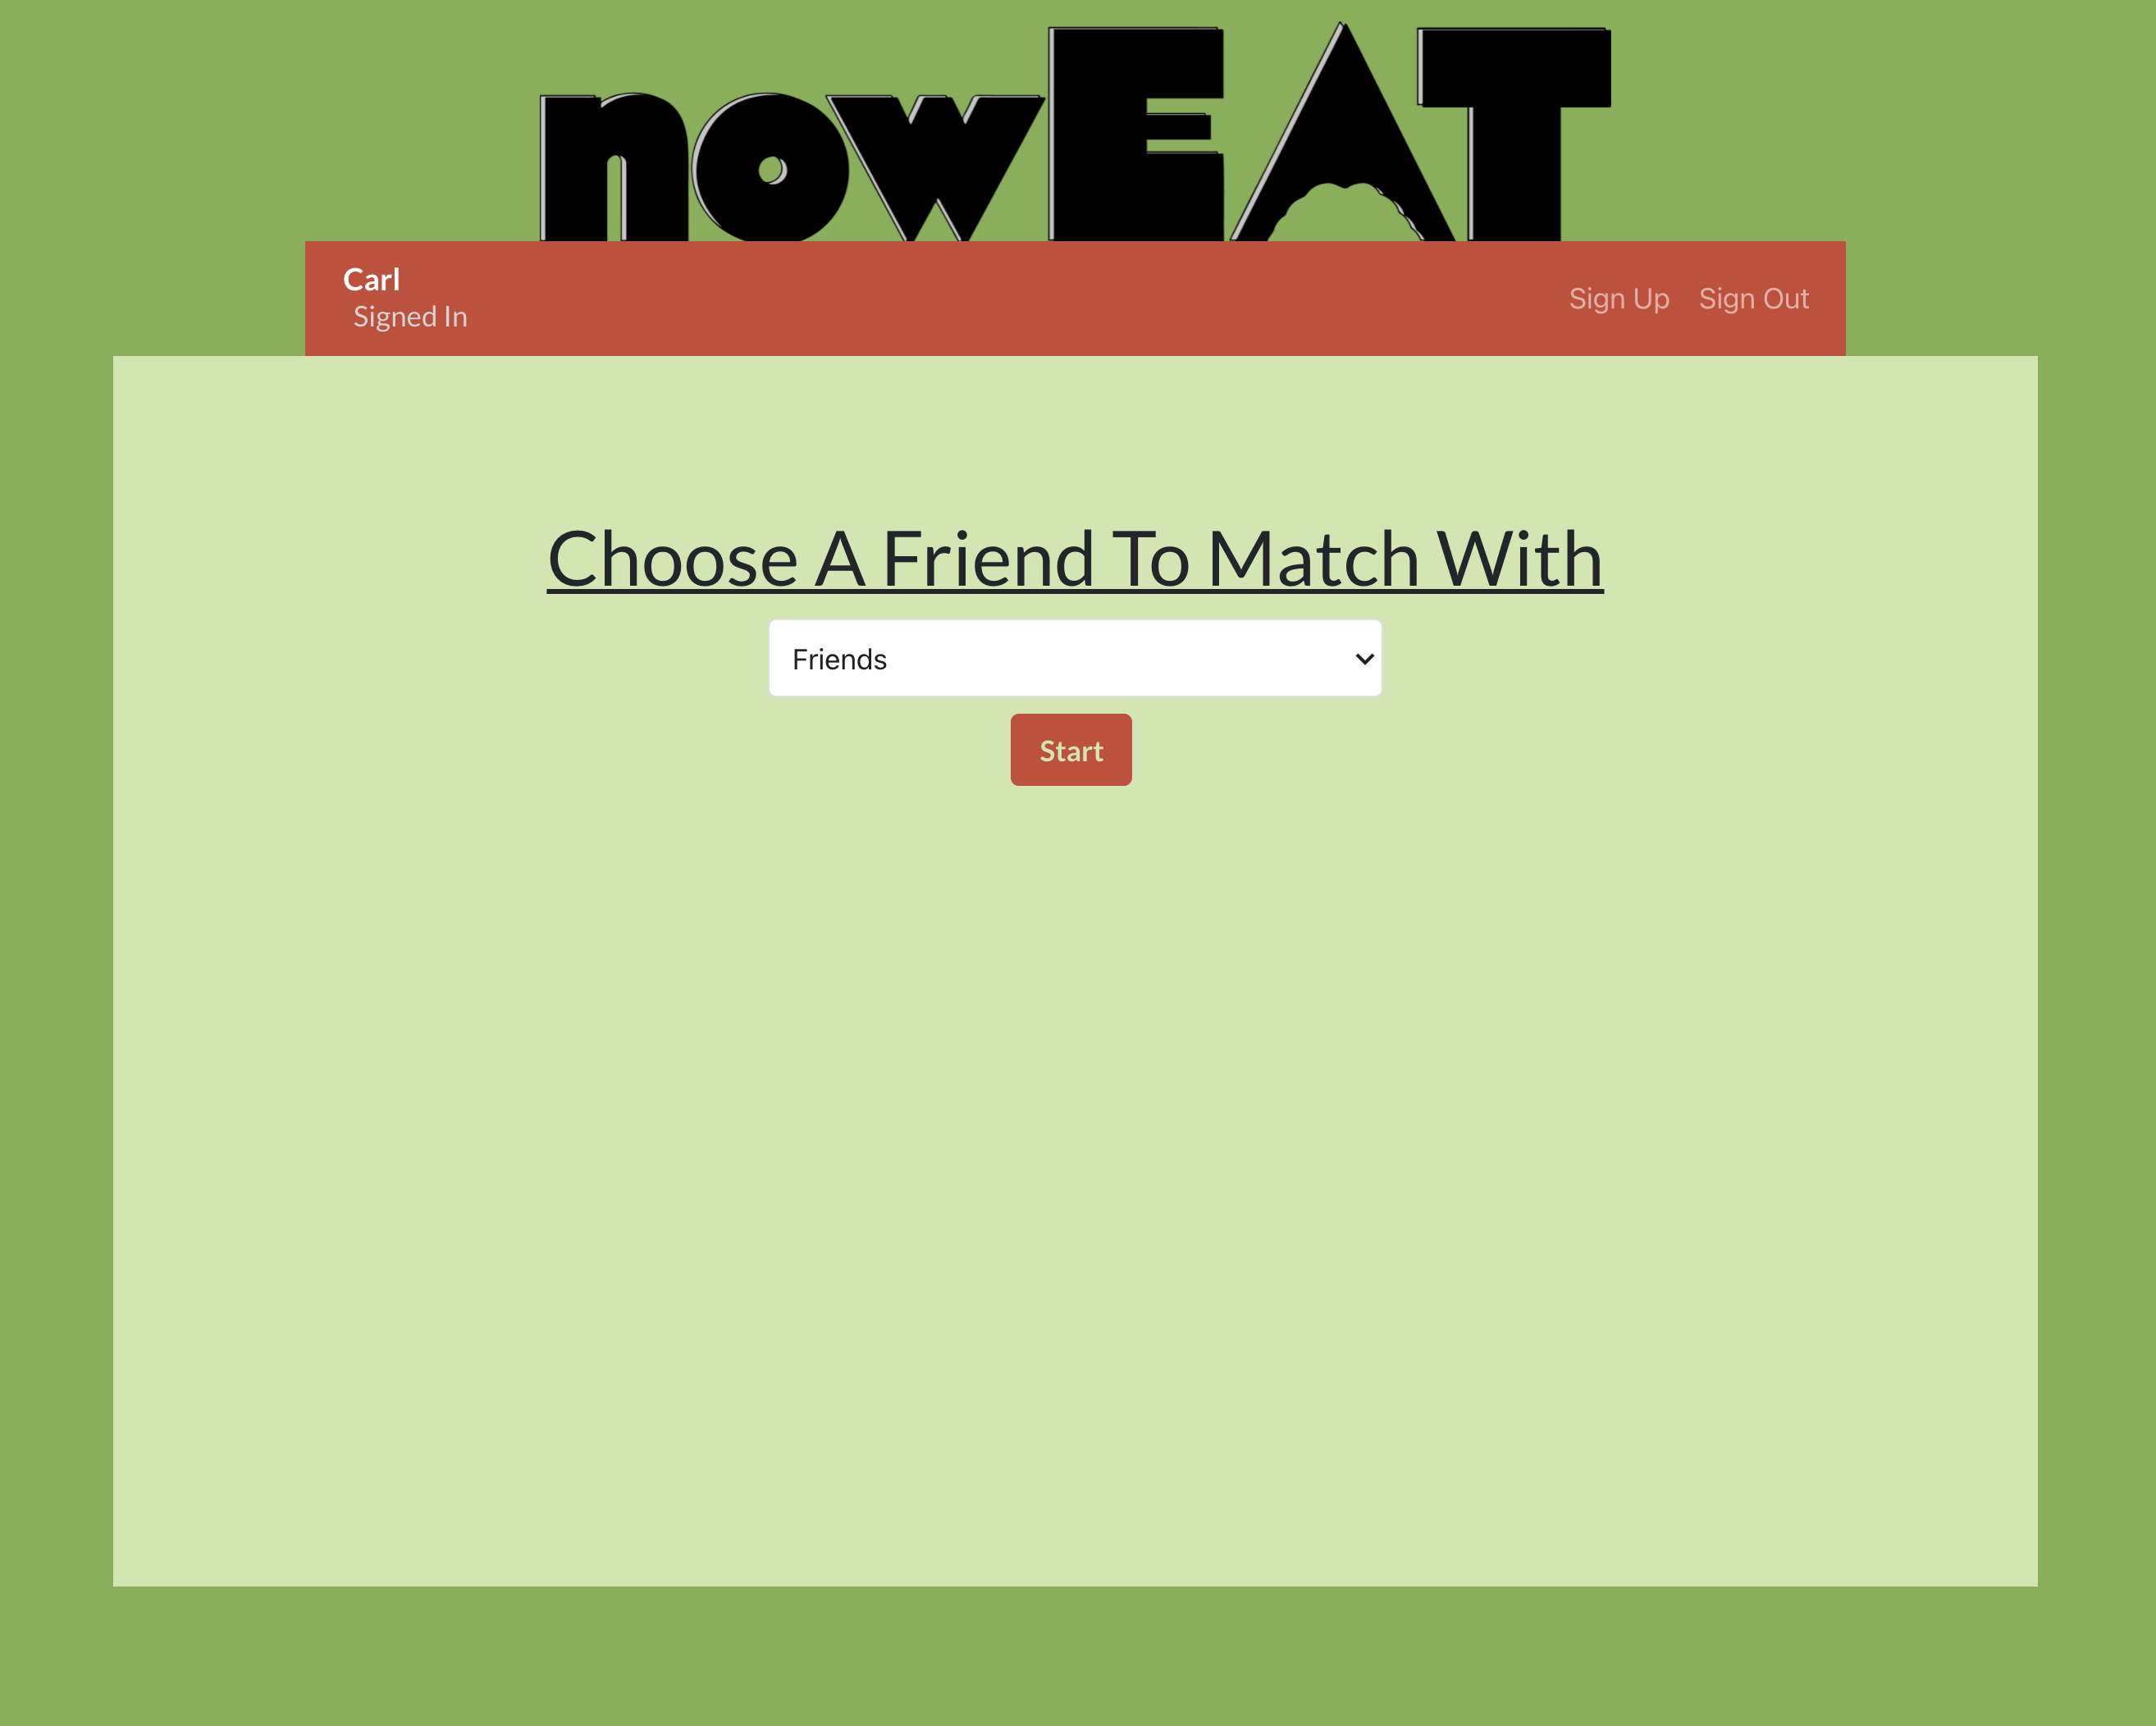 nowEAT
Carl
Signed In
Sign Up
Sign Out
Choose A Friend To Match With
Friends
Start